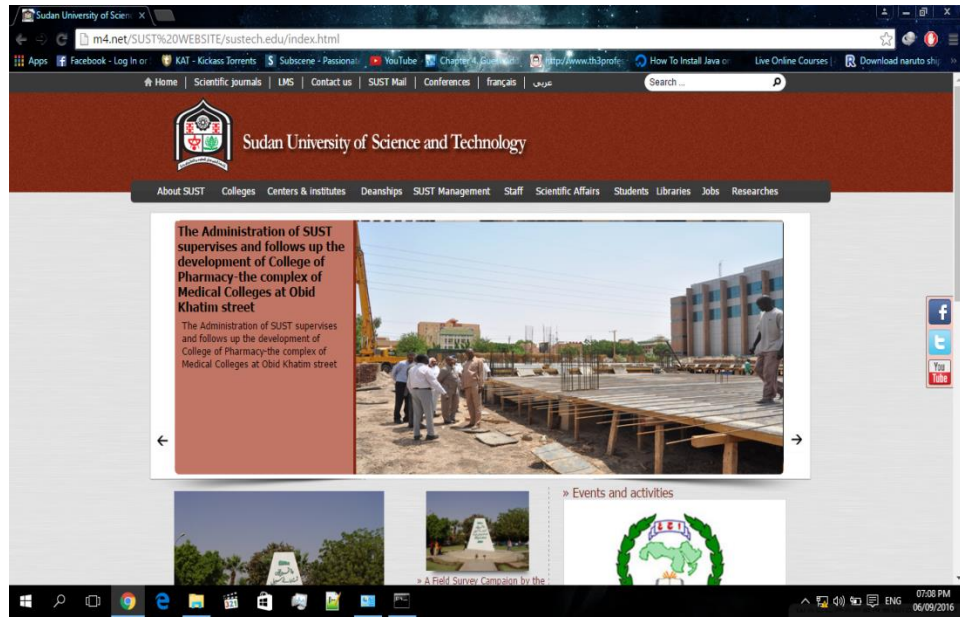 Sudan University of Scien
m4.net/SUST%20WEBSITE/sustech.edu/index.html
Apps Facebook - Log In or KAT - Kickass Torrents Subscene - Passiona YouTube Chapter 4. How To Install Java or Live Online Courses | Download naruto ship
Home | Scientific journals | LMS | Contact us | SUST Mail | Conferences | français | عربي
Search ...
Sudan University of Science and Technology
About SUST Colleges Centers & institutes Deanships SUST Management Staff Scientific Affairs Students Libraries Jobs Researches
The Administration of SUST
supervises and follows up the
development of College of
Pharmacy-the complex of
Medical Colleges at Obid
Khatim street
The Administration of SUST supervises
and follows up the development of
College of Pharmacy-the complex of
Medical Colleges at Obid Khatim street
You
Tube
» Events and activities
» A Field Survey Campaign by the
ENG
07:08 PM
06/09/2016